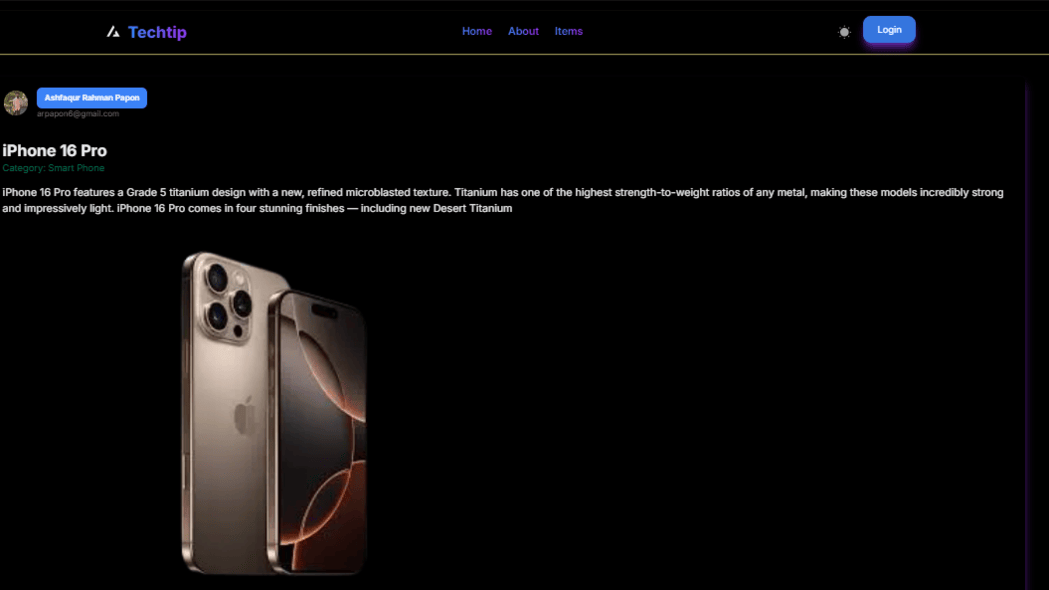 Techtip
Home About Items
Login
Ashfaqur Rahman Papon
arpapon6@gmail.com
iPhone 16 Pro
Category: Smart Phone
iPhone 16 Pro features a Grade 5 titanium design with a new, refined microblasted texture. Titanium has one of the highest strength-to-weight ratios of any metal, making these models incredibly strong
and impressively light. iPhone 16 Pro comes in four stunning finishes — including new Desert Titanium